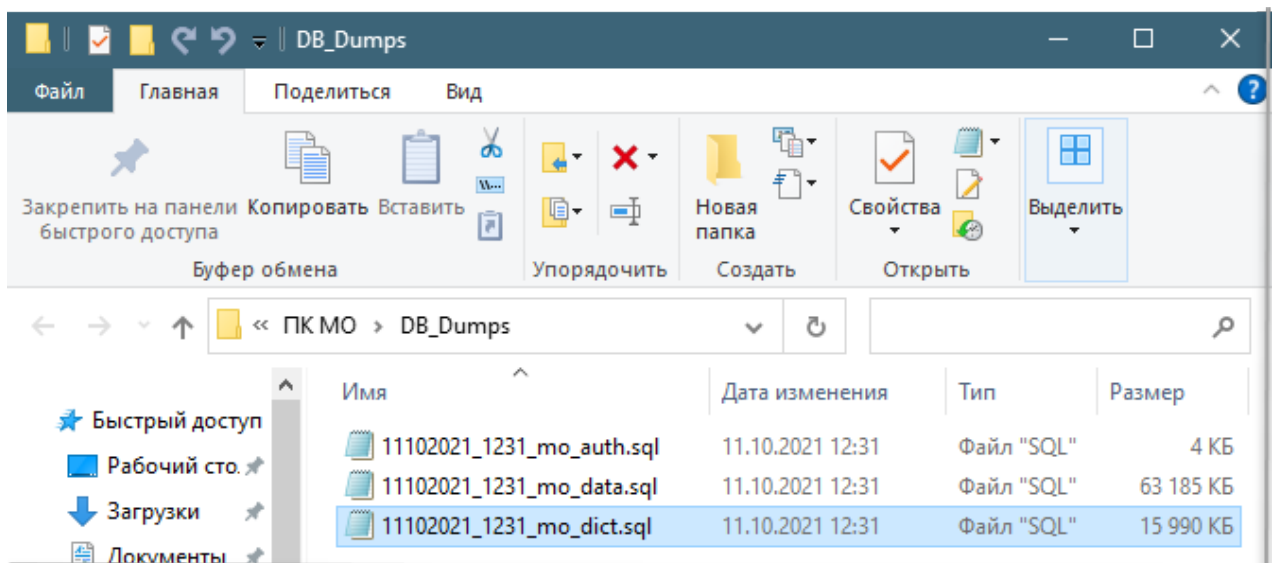 DB_Dumps
Файл Главная Поделиться Вид
Закрепить на панели быстрого доступа
Копировать
Вставить
Буфер обмена
Упорядочить
Новая папка
Создать
Свойства
Открыть
Выделить
« ПК МО > DB_Dumps
Имя Дата изменения Тип Размер
Быстрый доступ
Рабочий сто.
Загрузки
Документы
11102021_1231_mo_auth.sql 11.10.2021 12:31 Файл "SQL" 4 КБ
11102021_1231_mo_data.sql 11.10.2021 12:31 Файл "SQL" 63 185 КБ
11102021_1231_mo_dict.sql 11.10.2021 12:31 Файл "SQL" 15 990 КБ